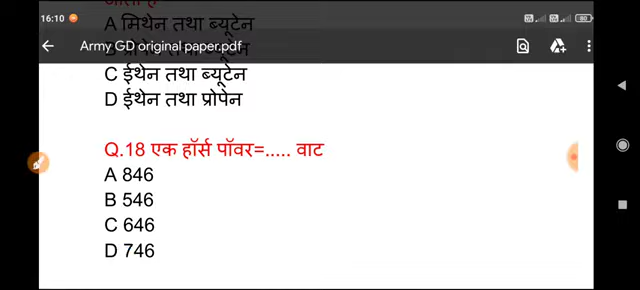 16:10
A मिथेन तथा ब्यूटेन
Army GD original paper.pdf
C ईथेन तथा ब्यूटेन
D ईथेन तथा प्रोपेन
Q.18 एक हॉर्स पॉवर=..... वाट
A 846
B 546
C 646
D 746